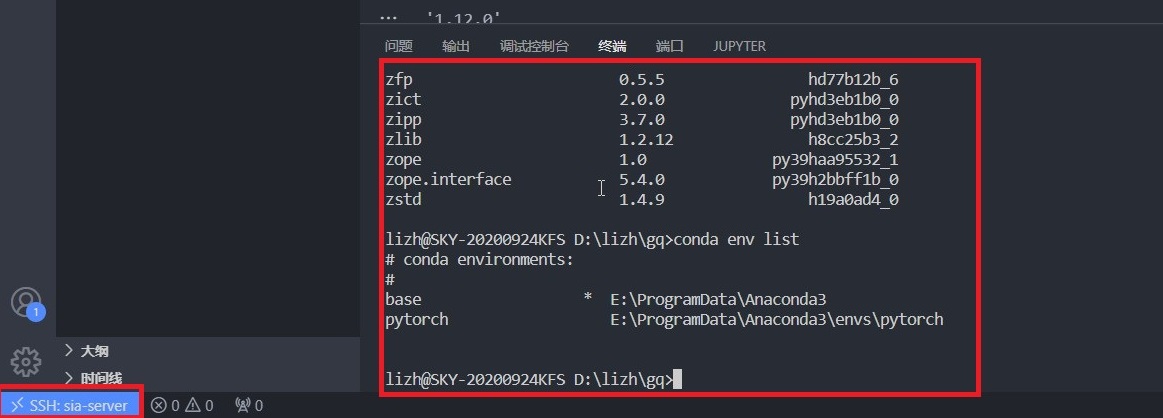 ... '1.12.0'
问题 输出 调试控制台 终端 端口 JUPYTER
zfp 0.5.5 hd77b12b_6
zict 2.0.0 pyhd3eb1b0_0
zipp 3.7.0 pyhd3eb1b0_0
zlib 1.2.12 h8cc25b3_2
zope 1.0 py39haa95532_1
zope.interface 5.4.0 py39h2bbff1b_0
zstd 1.4.9 h19a0ad4_0
lizh@SKY-20200924KFS D:\lizh\gq>conda env list
# conda environments:
#
base * E:\ProgramData\Anaconda3
pytorch E:\ProgramData\Anaconda3\envs\pytorch
lizh@SKY-20200924KFS D:\lizh\gq>
1
大纲
时间线
SSH: sia-server 0 0 0